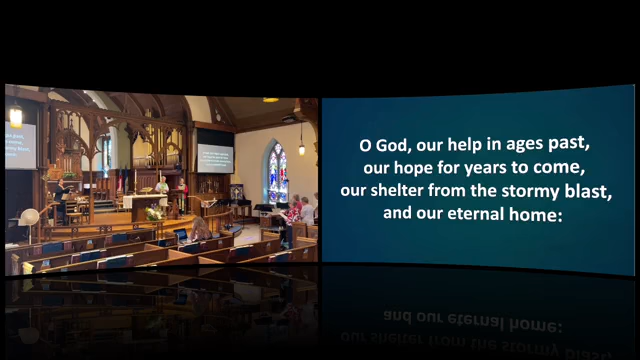 O God, our help in ages past,
our hope for years to come,
our shelter from the stormy blast,
and our eternal home: